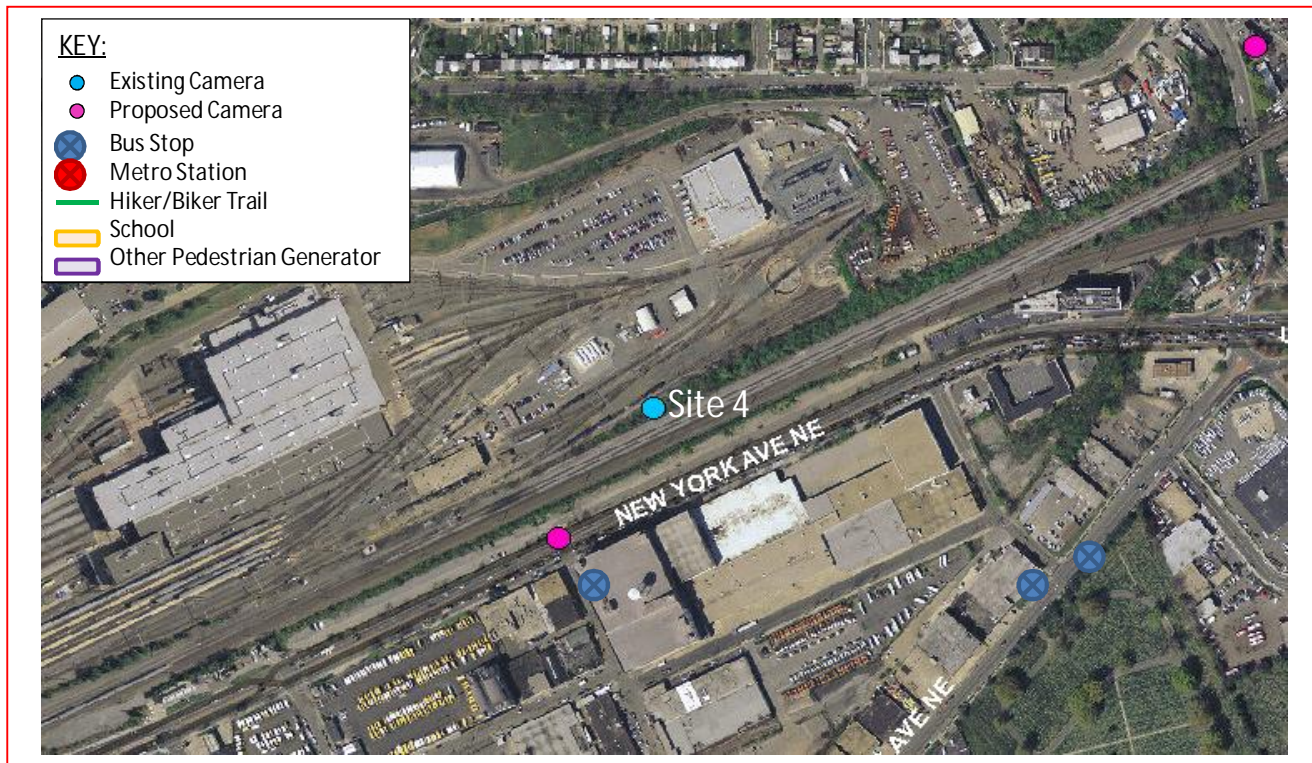 KEY:
Existing Camera
Proposed Camera
Bus Stop
Metro Station
Hiker/Biker Trail
School
Other Pedestrian Generator
Site 4
NEW YORK AVE NE
AVE NE